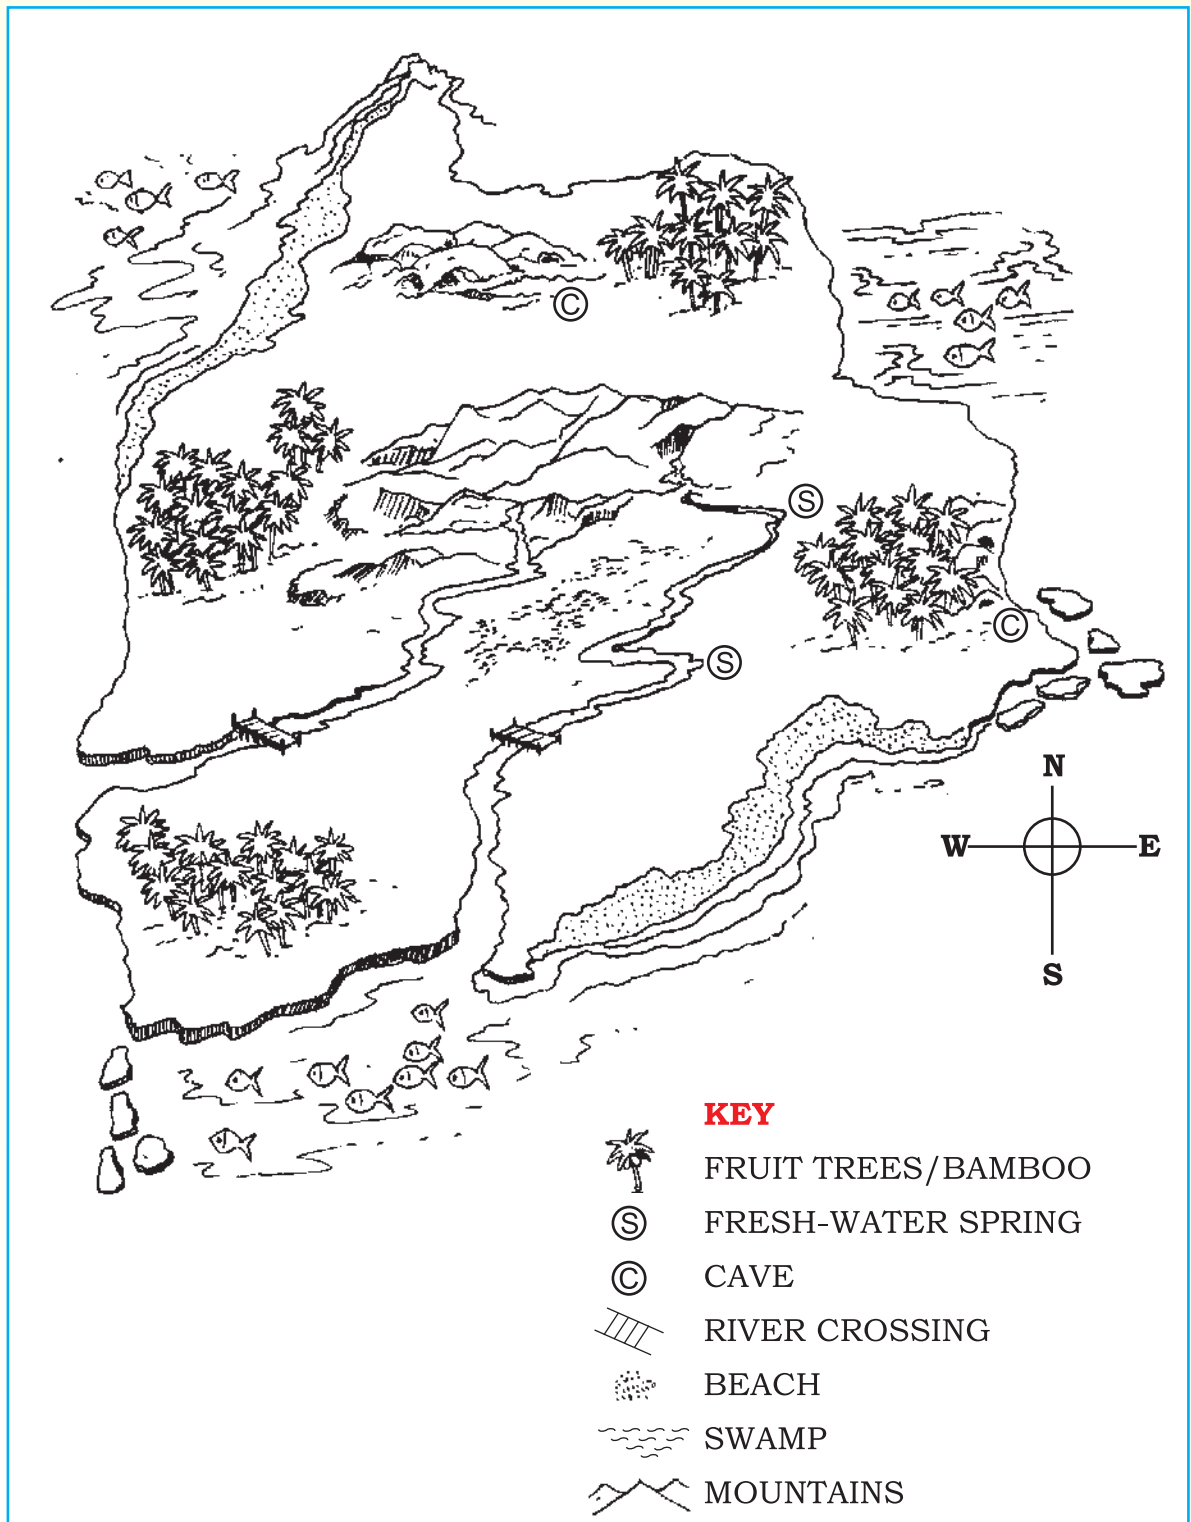 C
S
S
C
N
W E
S
KEY
FRUIT TREES/BAMBOO
S FRESH-WATER SPRING
C CAVE
RIVER CROSSING
BEACH
SWAMP
MOUNTAINS